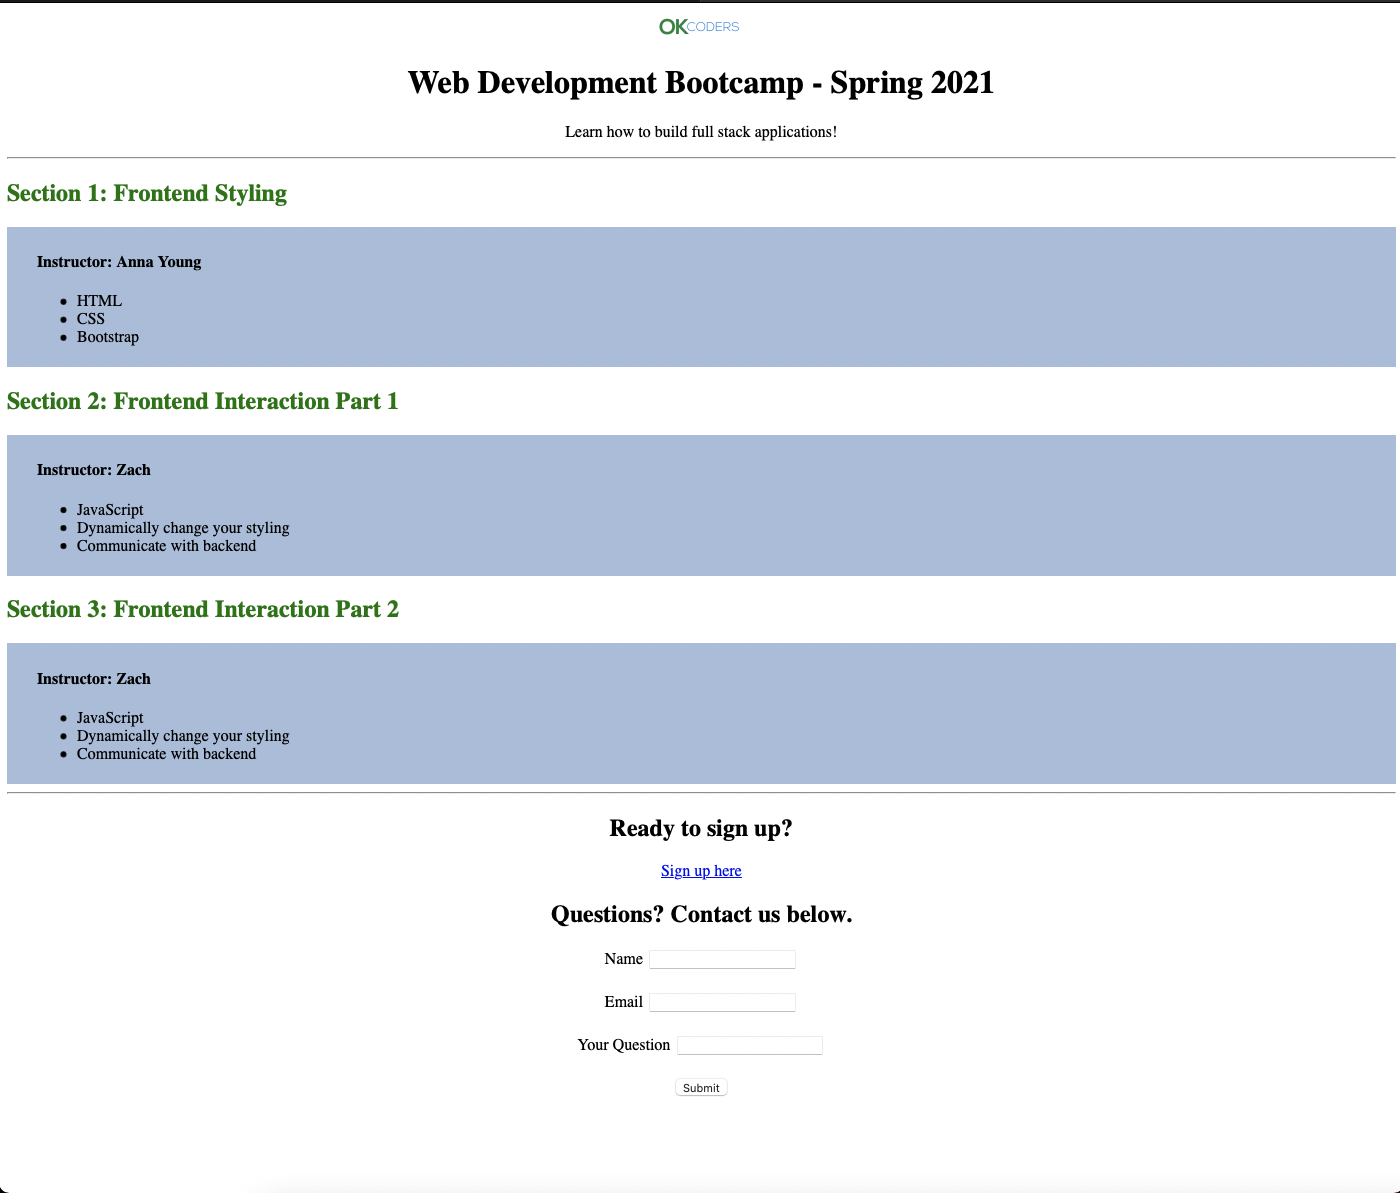 OKCODERS
Web Development Bootcamp - Spring 2021
Learn how to build full stack applications!
Section 1: Frontend Styling
Instructor: Anna Young
HTML
CSS
Bootstrap
Section 2: Frontend Interaction Part 1
Instructor: Zach
JavaScript
Dynamically change your styling
Communicate with backend
Section 3: Frontend Interaction Part 2
Instructor: Zach
JavaScript
Dynamically change your styling
Communicate with backend
Ready to sign up?
Sign up here
Questions? Contact us below.
Name
Email
Your Question
Submit